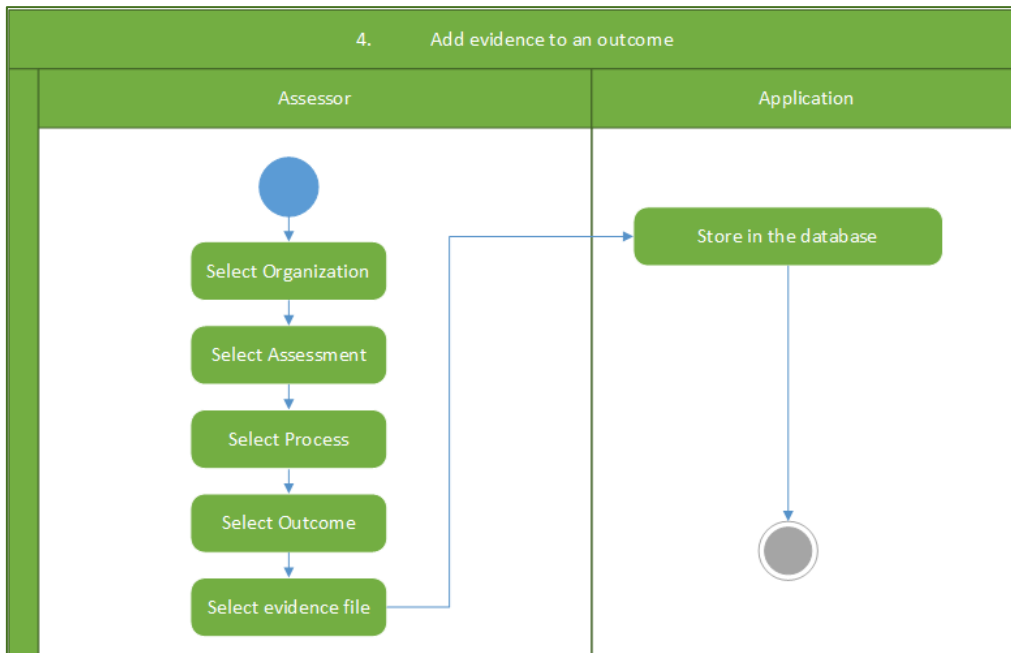 4. Add evidence to an outcome
Assessor
Application
Select Organization
Select Assessment
Select Process
Select Outcome
Select evidence file
Store in the database